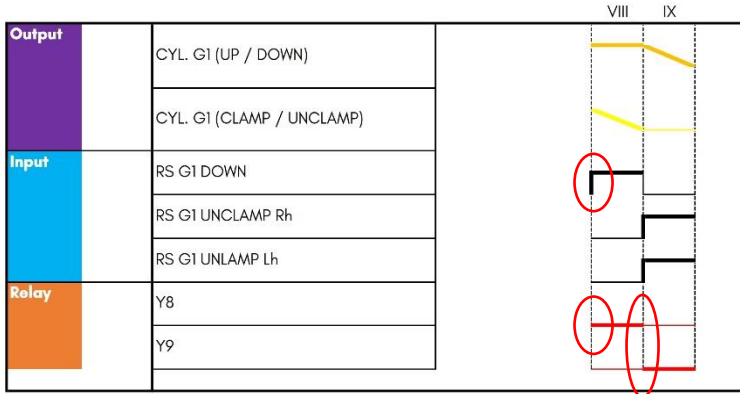 VIII IX
Output
CYL. G1 (UP / DOWN)
CYL. G1 (CLAMP / UNCLAMP)
Input
RS G1 DOWN
RS G1 UNCLAMP Rh
RS G1 UNLAMP Lh
Relay
Y8
Y9